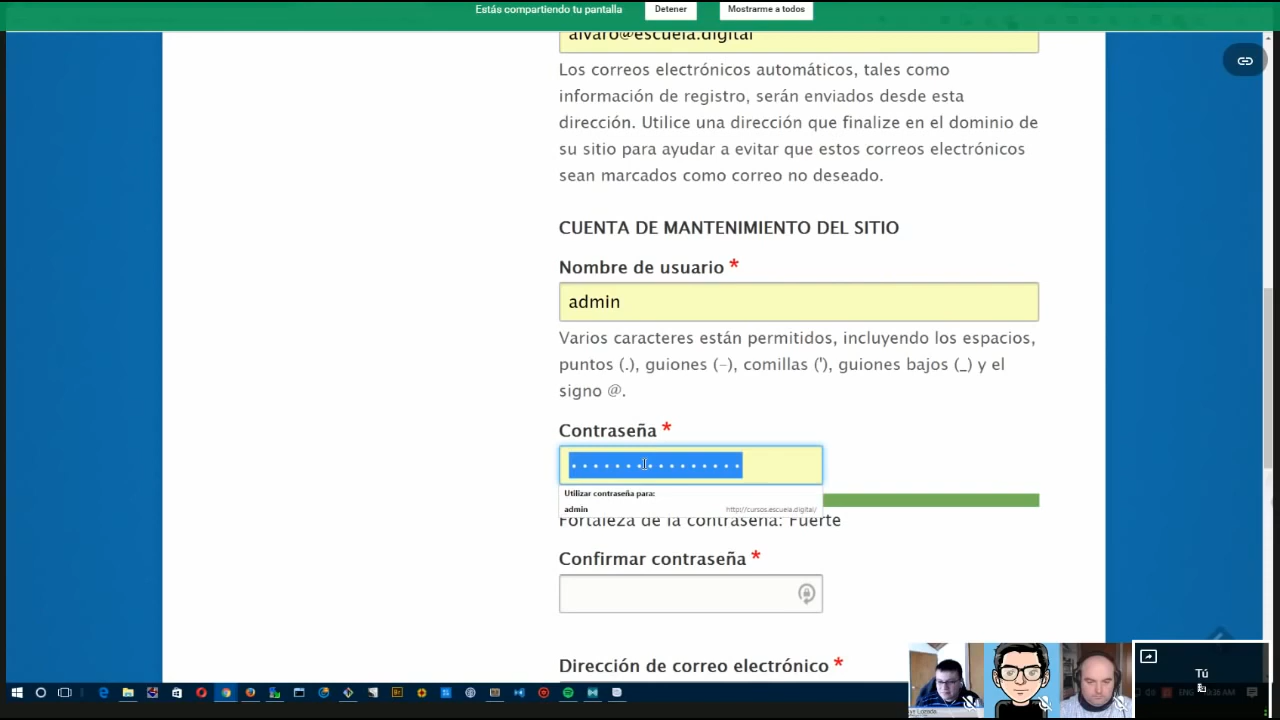 Estás compartiendo tu pantalla
Detener
Mostrarme a todos
alvaro@escuela.digital
Los correos electrónicos automáticos, tales como
información de registro, serán enviados desde esta
dirección. Utilice una dirección que finalize en el dominio de
su sitio para ayudar a evitar que estos correos electrónicos
sean marcados como correo no deseado.
CUENTA DE MANTENIMIENTO DEL SITIO
Nombre de usuario *
admin
Varios caracteres están permitidos, incluyendo los espacios,
puntos (.), guiones (-), comillas ('), guiones bajos (_) y el
signo @.
Contraseña *
Utilizar contraseña para:
admin http://cursos.escuela.digital/
Fortaleza de la contraseña: Fuerte
Confirmar contraseña *
Dirección de correo electrónico *
Tú
ENG